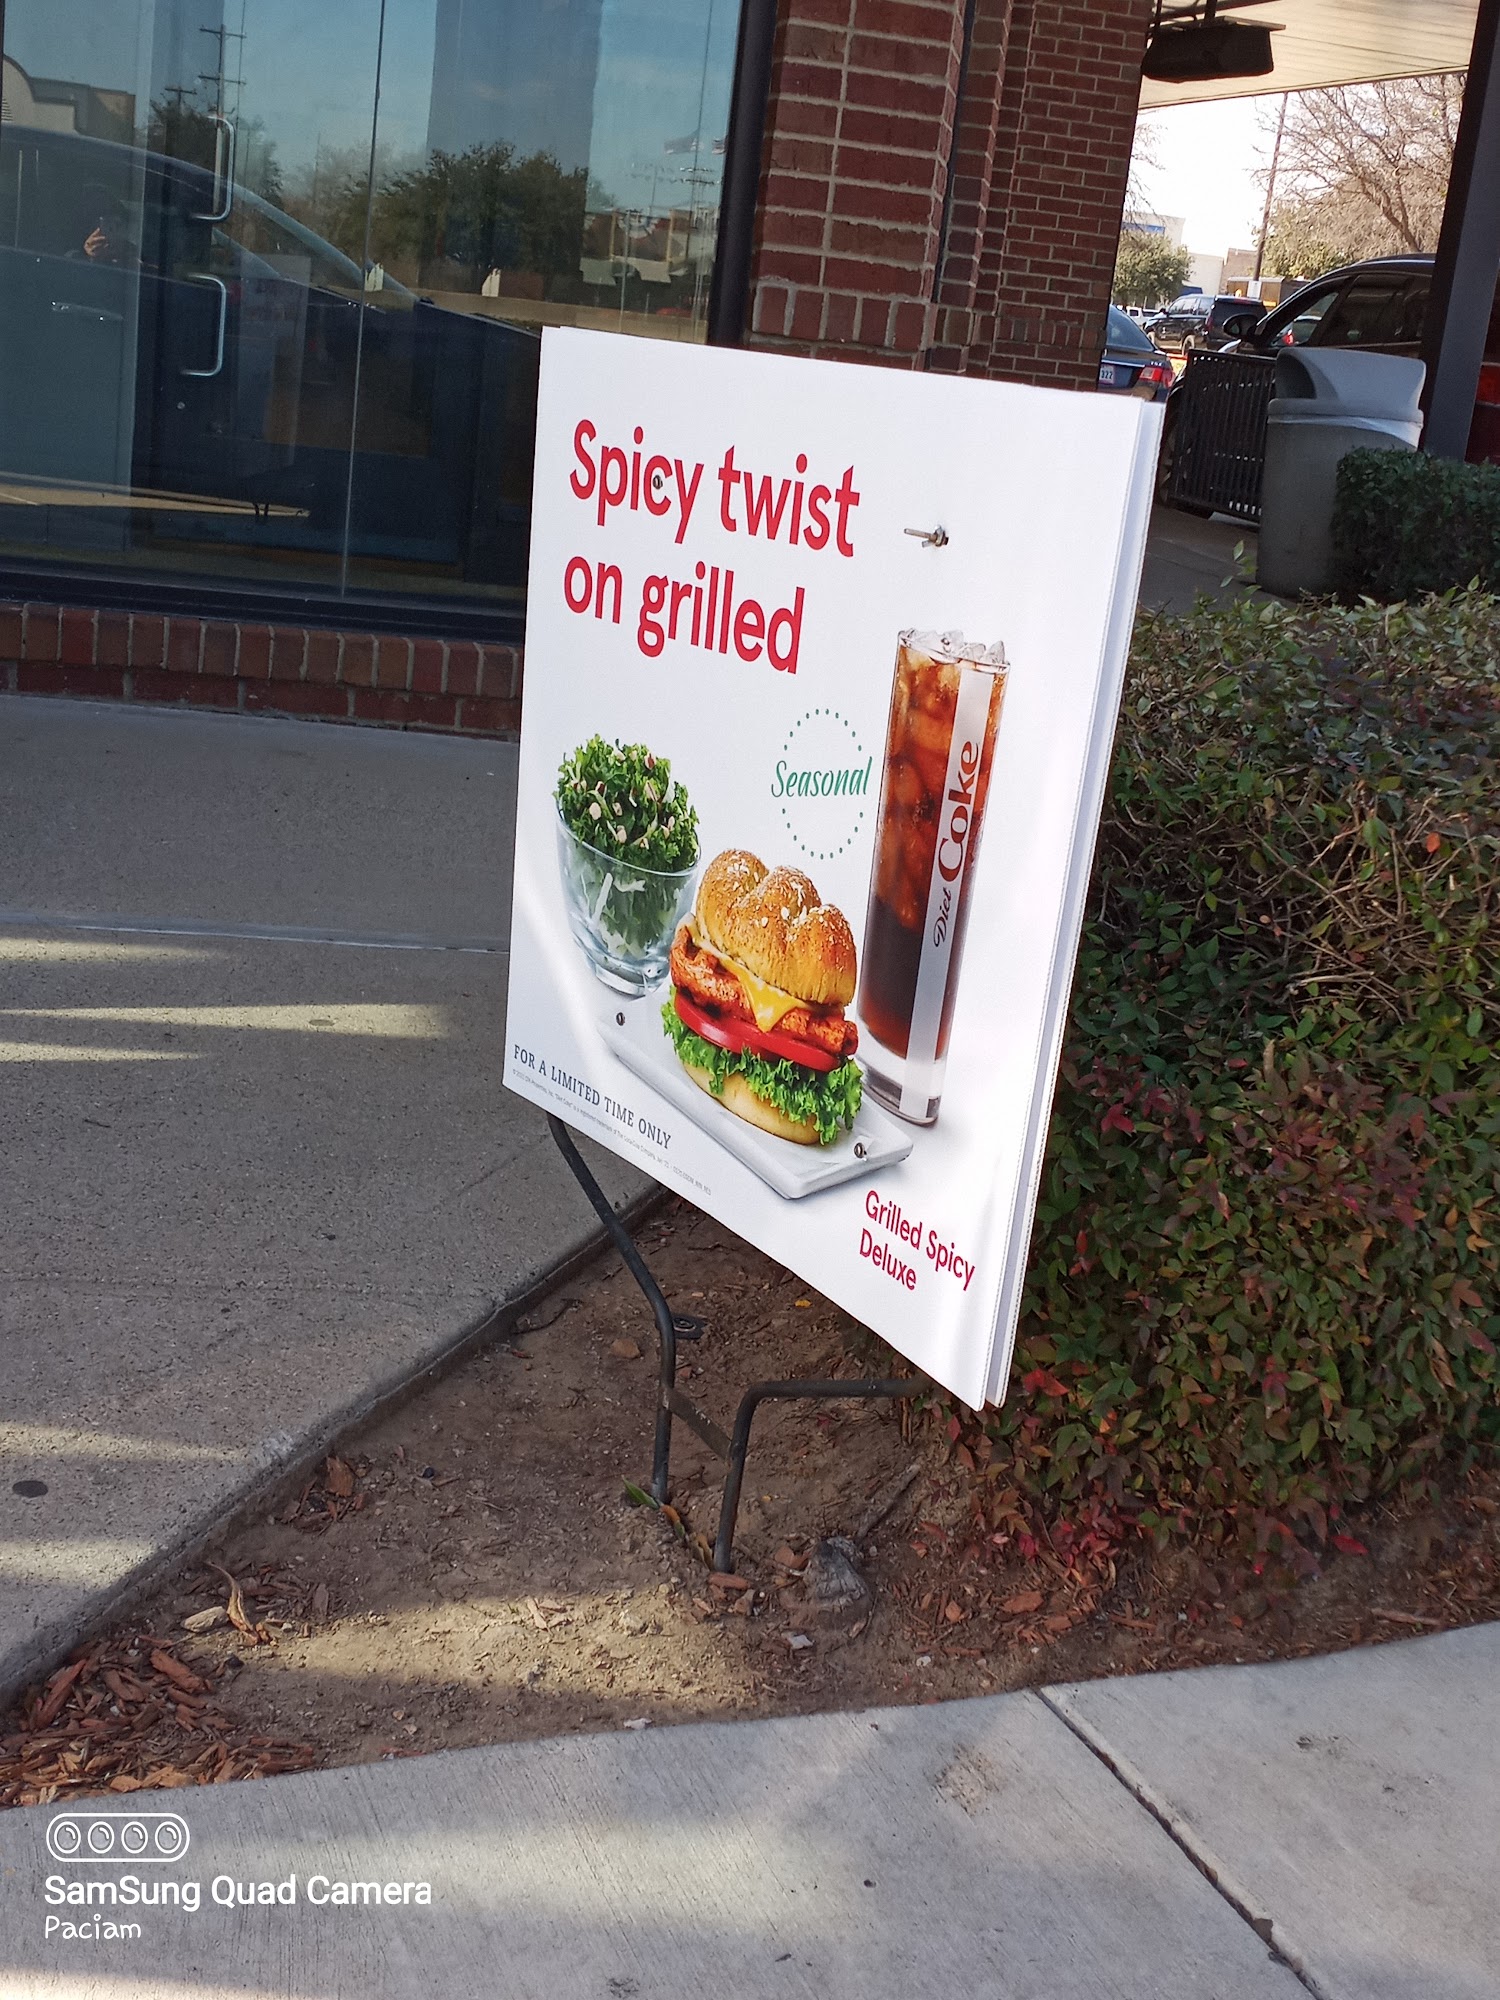 Spicy twist
on grilled
Seasonal
Diet Coke
FOR A LIMITED TIME ONLY
Grilled Spicy
Deluxe
SamSung Quad Camera
Paciam